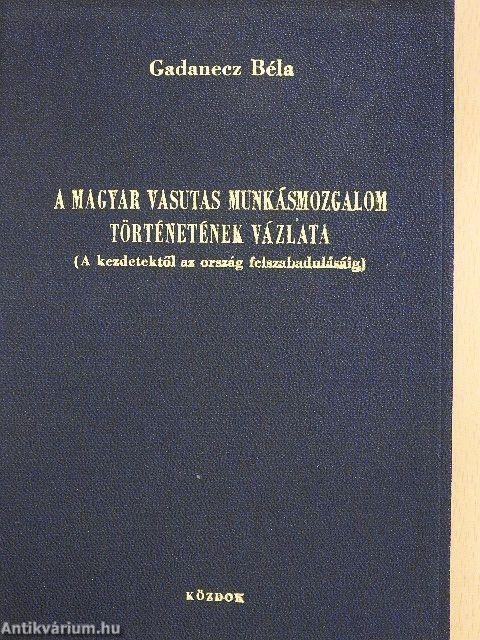 Gadanecz Béla
A MAGYAR VASUTAS MUNKÁSMOZGALOM
TÖRTÉNETÉNEK VÁZLATA
(A kezdetektől az ország felszabadulásáig)
KÖZDOK
Antikvárium.hu